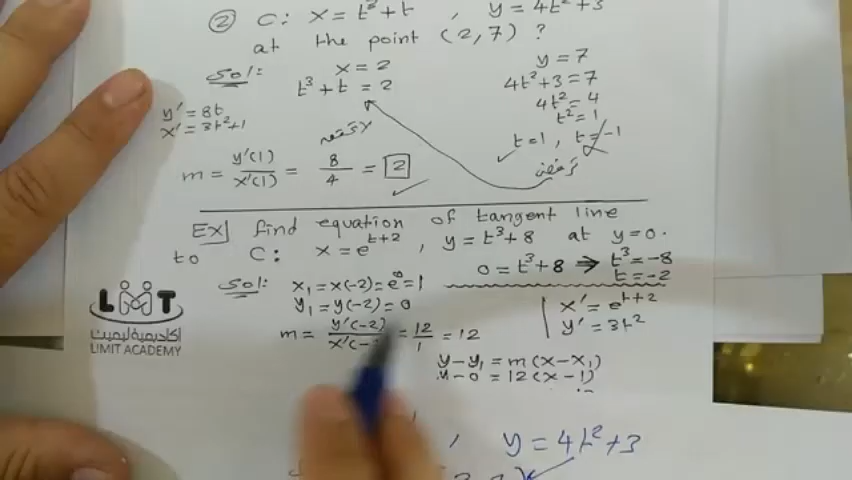 ② C: x = t³ + t , y = 4t² + 3
at the point (2,7) ?
Sol: x = 2 y = 7
t³ + t = 2 4t² + 3 = 7
4t² = 4
t² = 1
t = 1 , t = -1
y' = 8t
x' = 3t² + 1
m = y'(1) / x'(1) = 8/4 = 2
EX] find equation of tangent line
to C: x = e^(t+2) , y = t³ + 8 at y = 0.
0 = t³ + 8 ⇒ t³ = -8
t = -2
Sol: x₁ = x(-2) = e⁰ = 1
y₁ = y(-2) = 0
x' = e^(t+2)
y' = 3t²
m = y'(-2) / x'(- = 12/1 = 12
y - y₁ = m(x - x₁)
y - 0 = 12(x - 1)
, y = 4t² + 3
LMT
أكاديمية ليميت
LIMIT ACADEMY